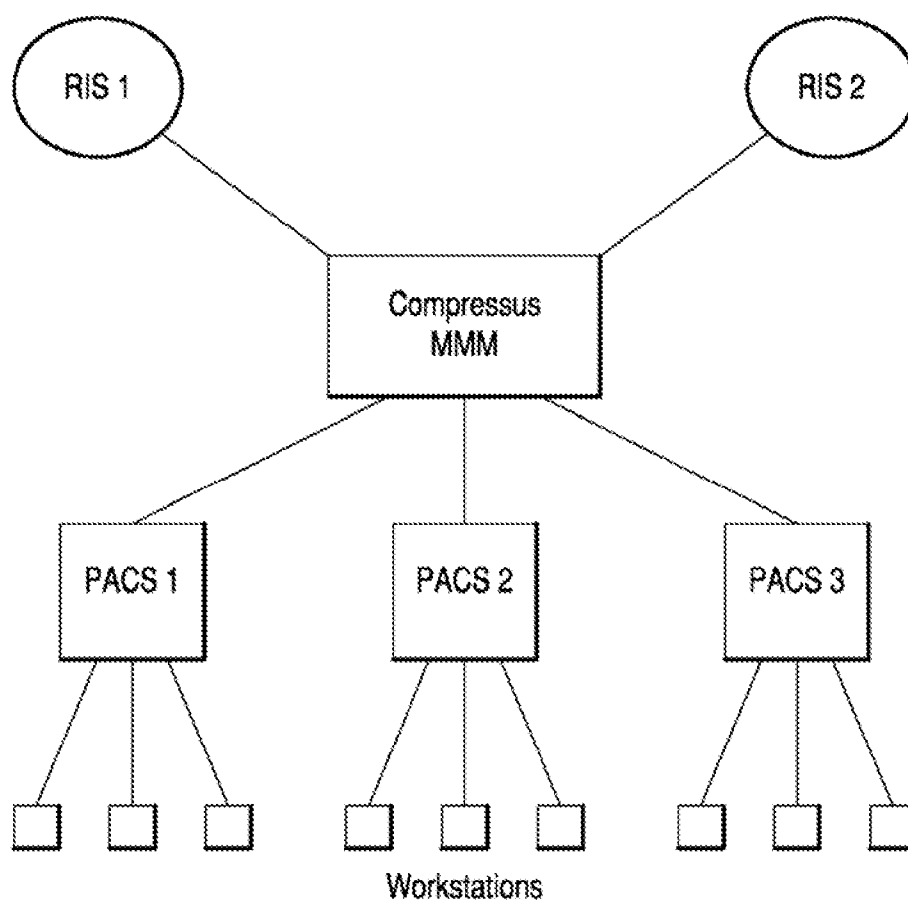 RIS 1
RIS 2
Compressus
MMM
PACS 1
PACS 2
PACS 3
Workstations